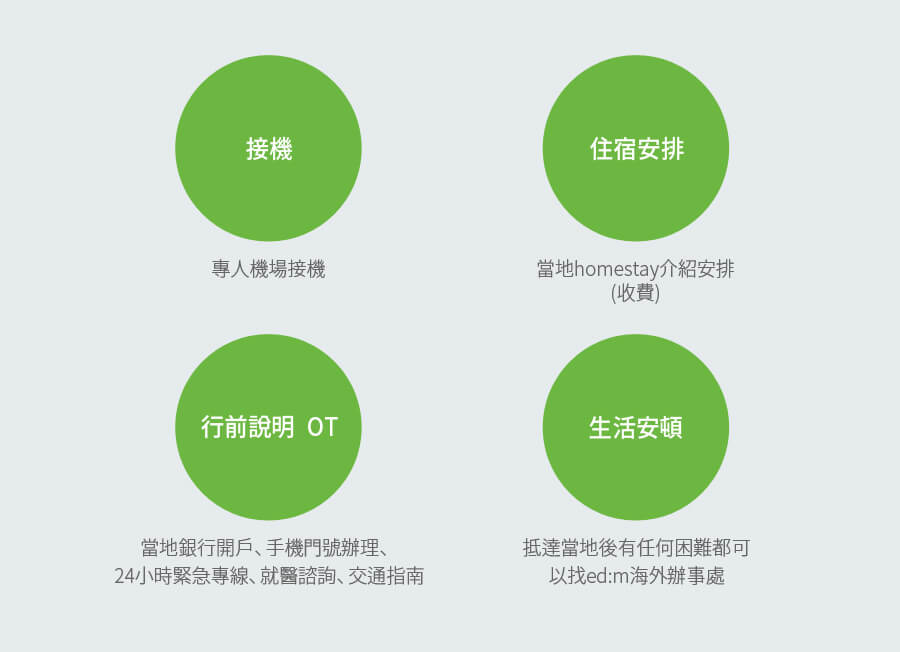 接機
專人機場接機
住宿安排
當地homestay介紹安排
(收費)
行前說明 OT
當地銀行開戶、手機門號辦理、
24小時緊急專線、就醫諮詢、交通指南
生活安頓
抵達當地後有任何困難都可
以找ed:m海外辦事處